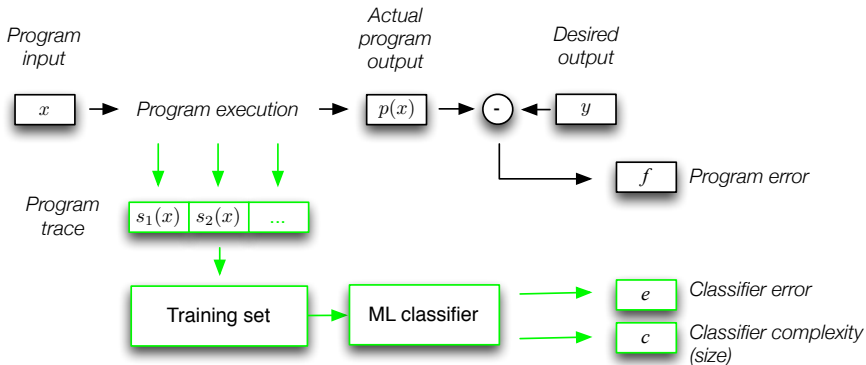 Program
input
Actual
program
output
Desired
output
x
Program execution
p(x)
-
y
f
Program error
Program
trace
s₁(x)
s₂(x)
...
Training set
ML classifier
e
Classifier error
c
Classifier complexity
(size)